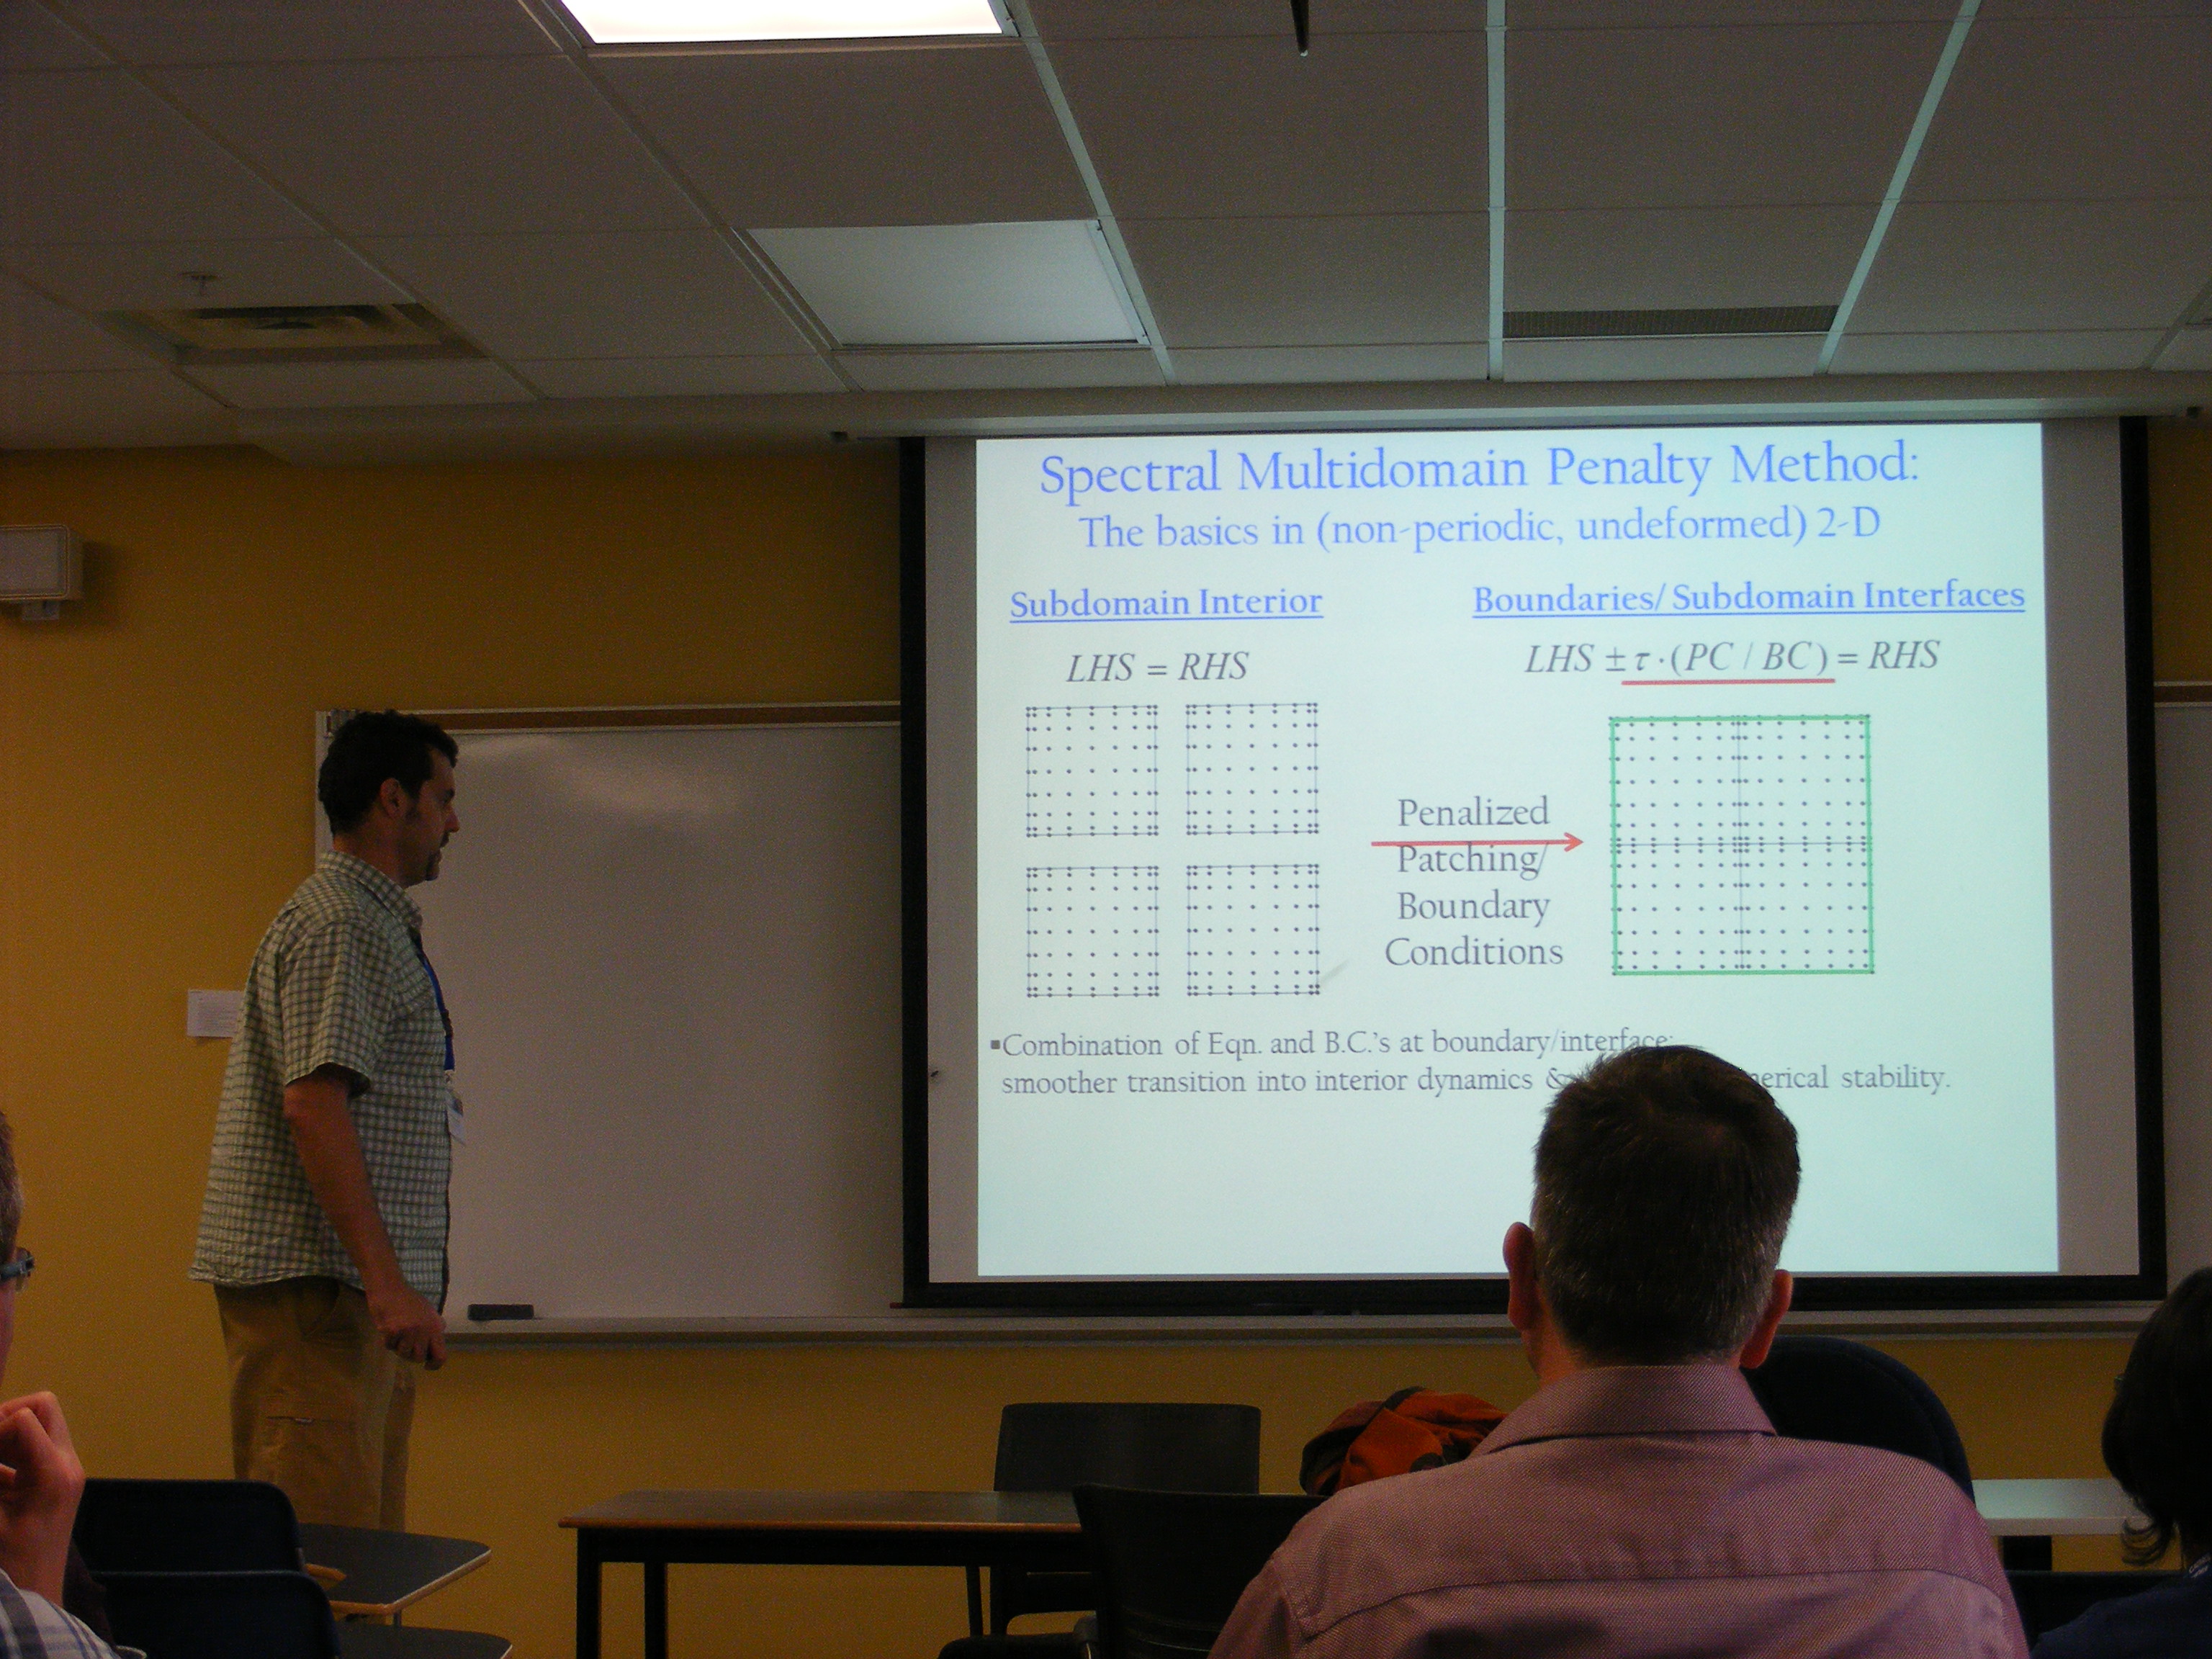 Spectral Multidomain Penalty Method:
The basics in (non-periodic, undeformed) 2-D
Subdomain Interior
Boundaries/ Subdomain Interfaces
LHS = RHS
LHS ± τ ·(PC / BC) = RHS
Penalized
Patching/
Boundary
Conditions
▪Combination of Eqn. and B.C.'s at boundary/interface:
smoother transition into interior dynamics & stability.